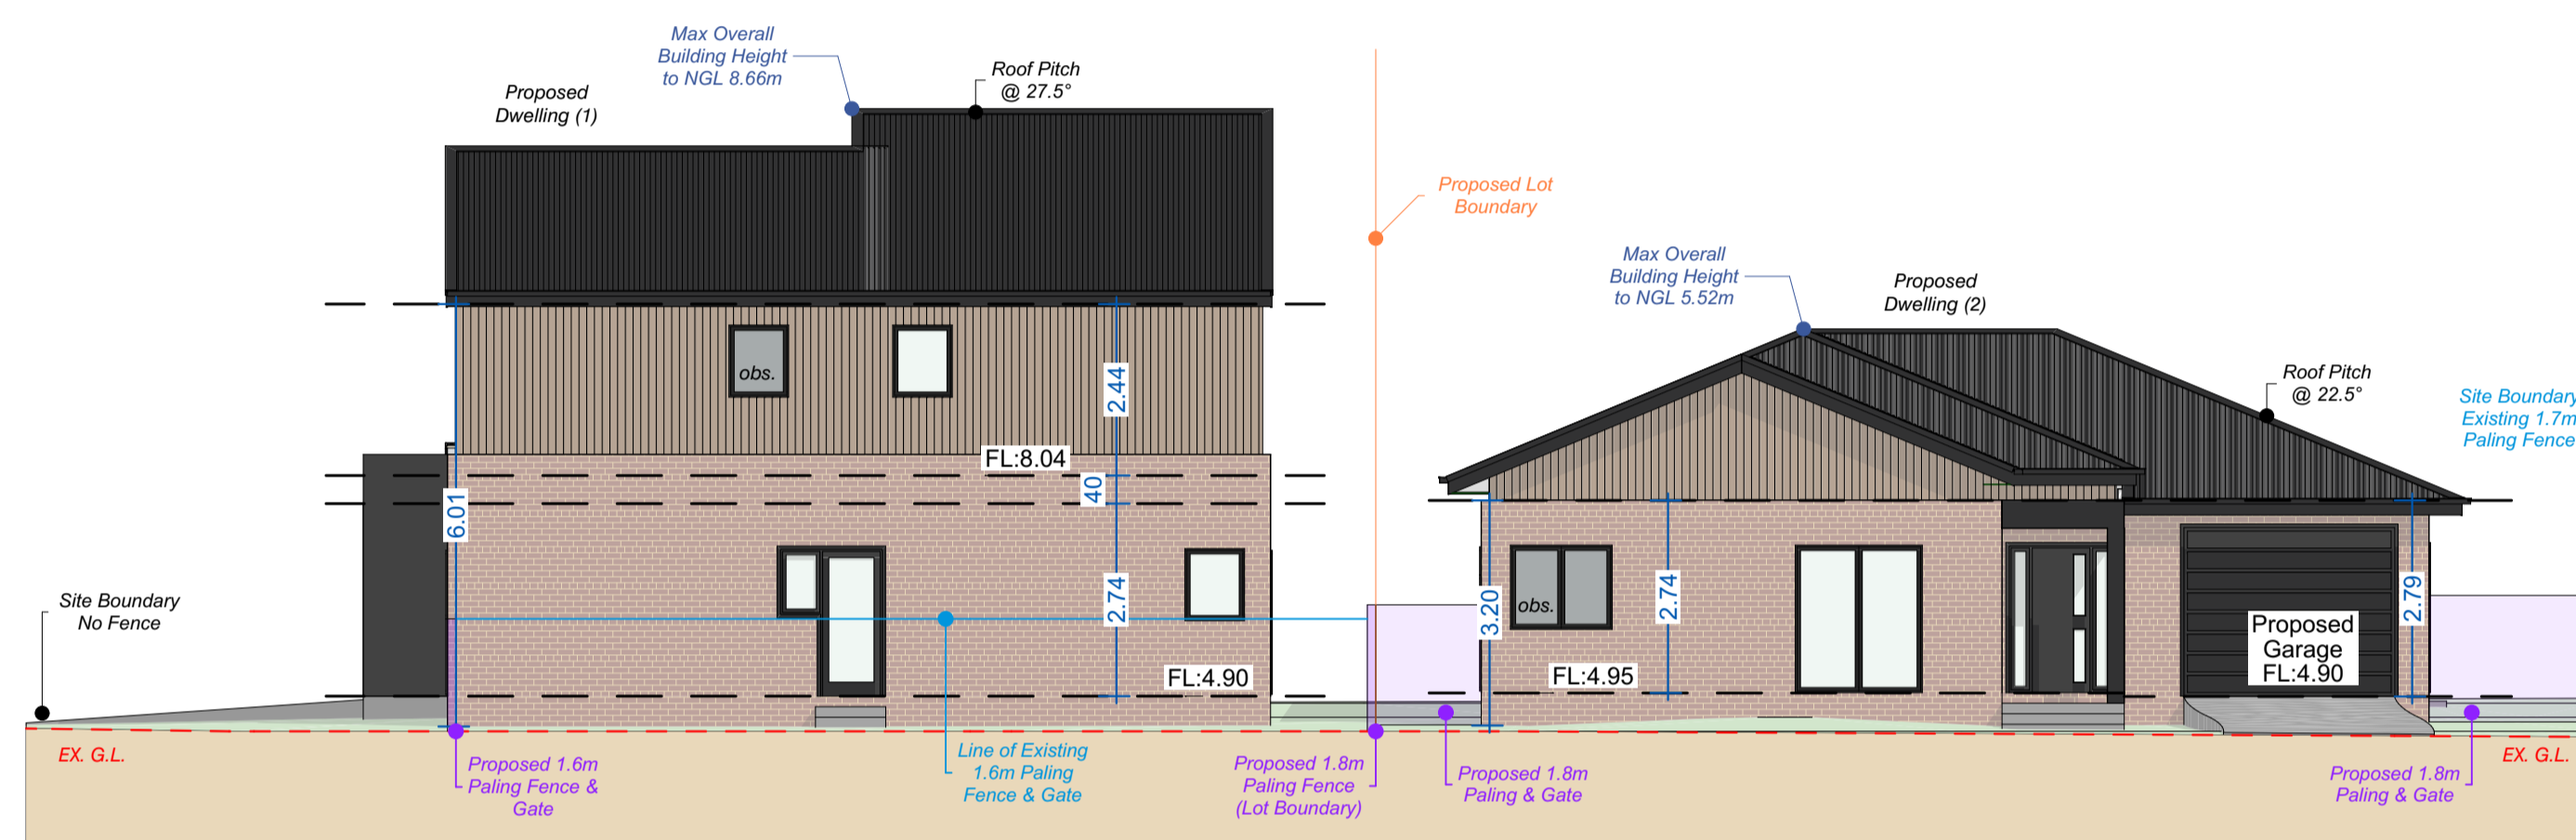 Max Overall
Building Height
to NGL 8.66m
Roof Pitch
@ 27.5°
Proposed
Dwelling (1)
Proposed Lot
Boundary
Max Overall
Building Height
to NGL 5.52m
Proposed
Dwelling (2)
Roof Pitch
@ 22.5°
Site Boundary
Existing 1.7m
Paling Fence
obs.
2.44
FL:8.04
40
6.01
2.74
FL:4.90
Site Boundary
No Fence
3.20
obs.
2.74
FL:4.95
Proposed
Garage
FL:4.90
2.79
EX. G.L.
Proposed 1.6m
Paling Fence &
Gate
Line of Existing
1.6m Paling
Fence & Gate
Proposed 1.8m
Paling Fence
(Lot Boundary)
Proposed 1.8m
Paling & Gate
Proposed 1.8m
Paling & Gate
EX. G.L.